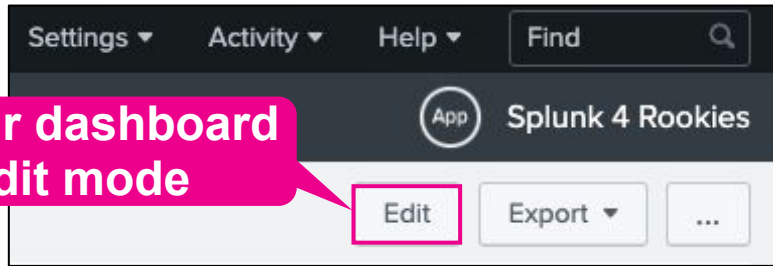 Settings Activity Help Find
App Splunk 4 Rookies
r dashboard
dit mode
Edit Export ...